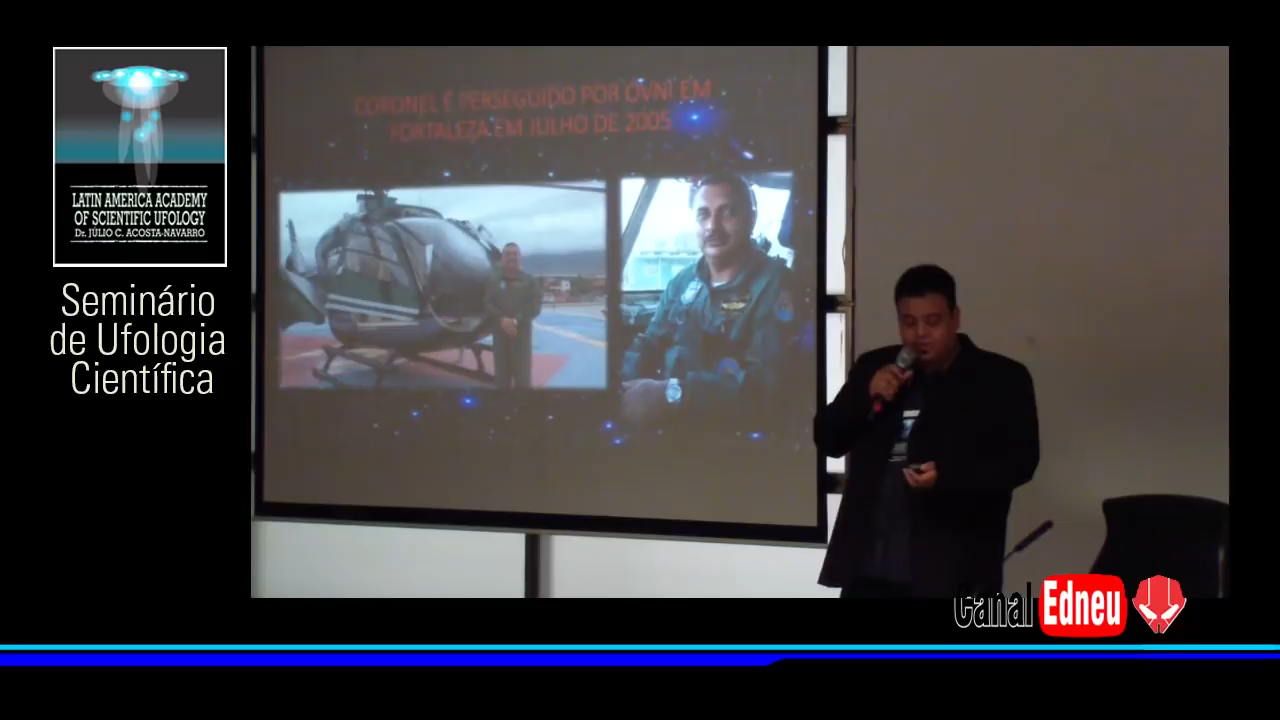 LATIN AMERICA ACADEMY
OF SCIENTIFIC UFOLOGY
Dr. JÚLIO C. ACOSTA-NAVARRO
Seminário
de Ufologia
Científica
CORONEL É PERSEGUIDO POR OVNI EM
FORTALEZA EM JULHO DE 2005
Canal Edneu